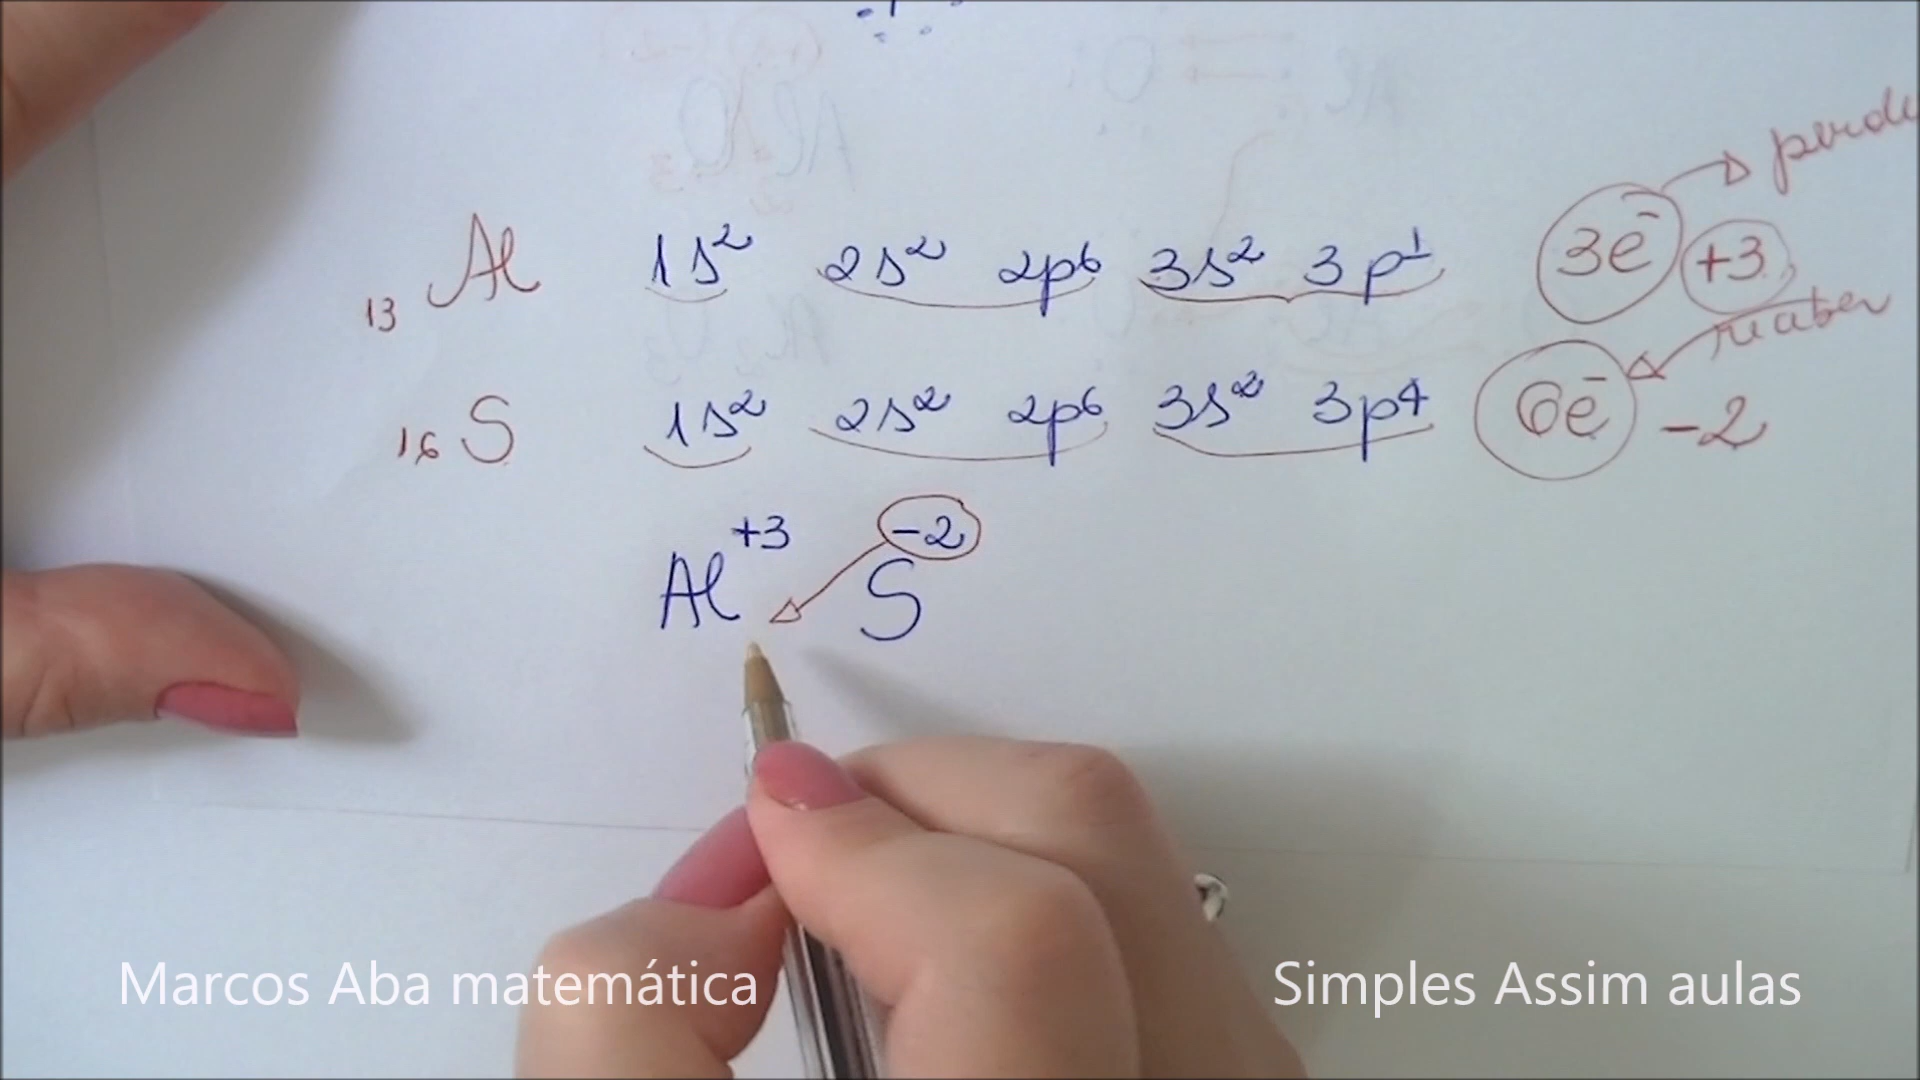 13 Al 1s² 2s² 2p⁶ 3s² 3p¹ 3e⁻ +3
16 S 1s² 2s² 2p⁶ 3s² 3p⁴ 6e⁻ -2
Al⁺³ S⁻²
Marcos Aba matemática
Simples Assim aulas